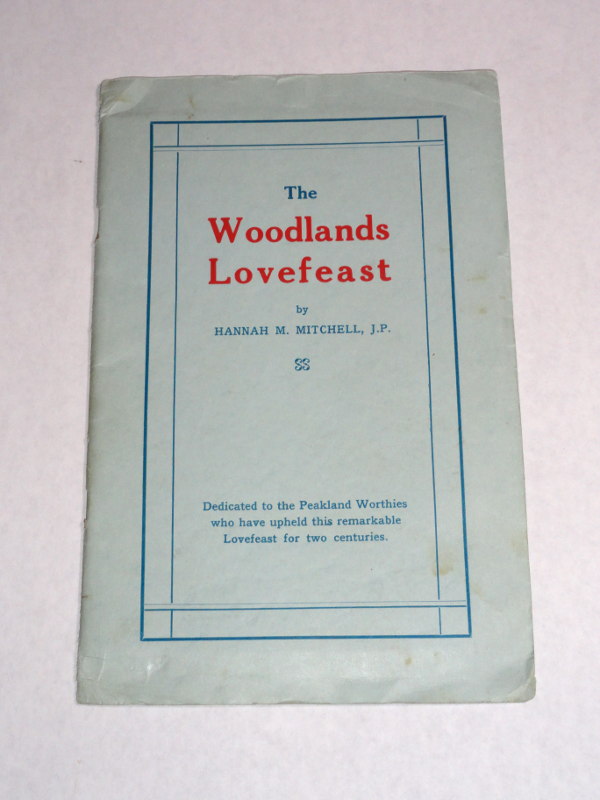 The
Woodlands
Lovefeast
by
HANNAH M. MITCHELL, J.P.
Dedicated to the Peakland Worthies
who have upheld this remarkable
Lovefeast for two centuries.